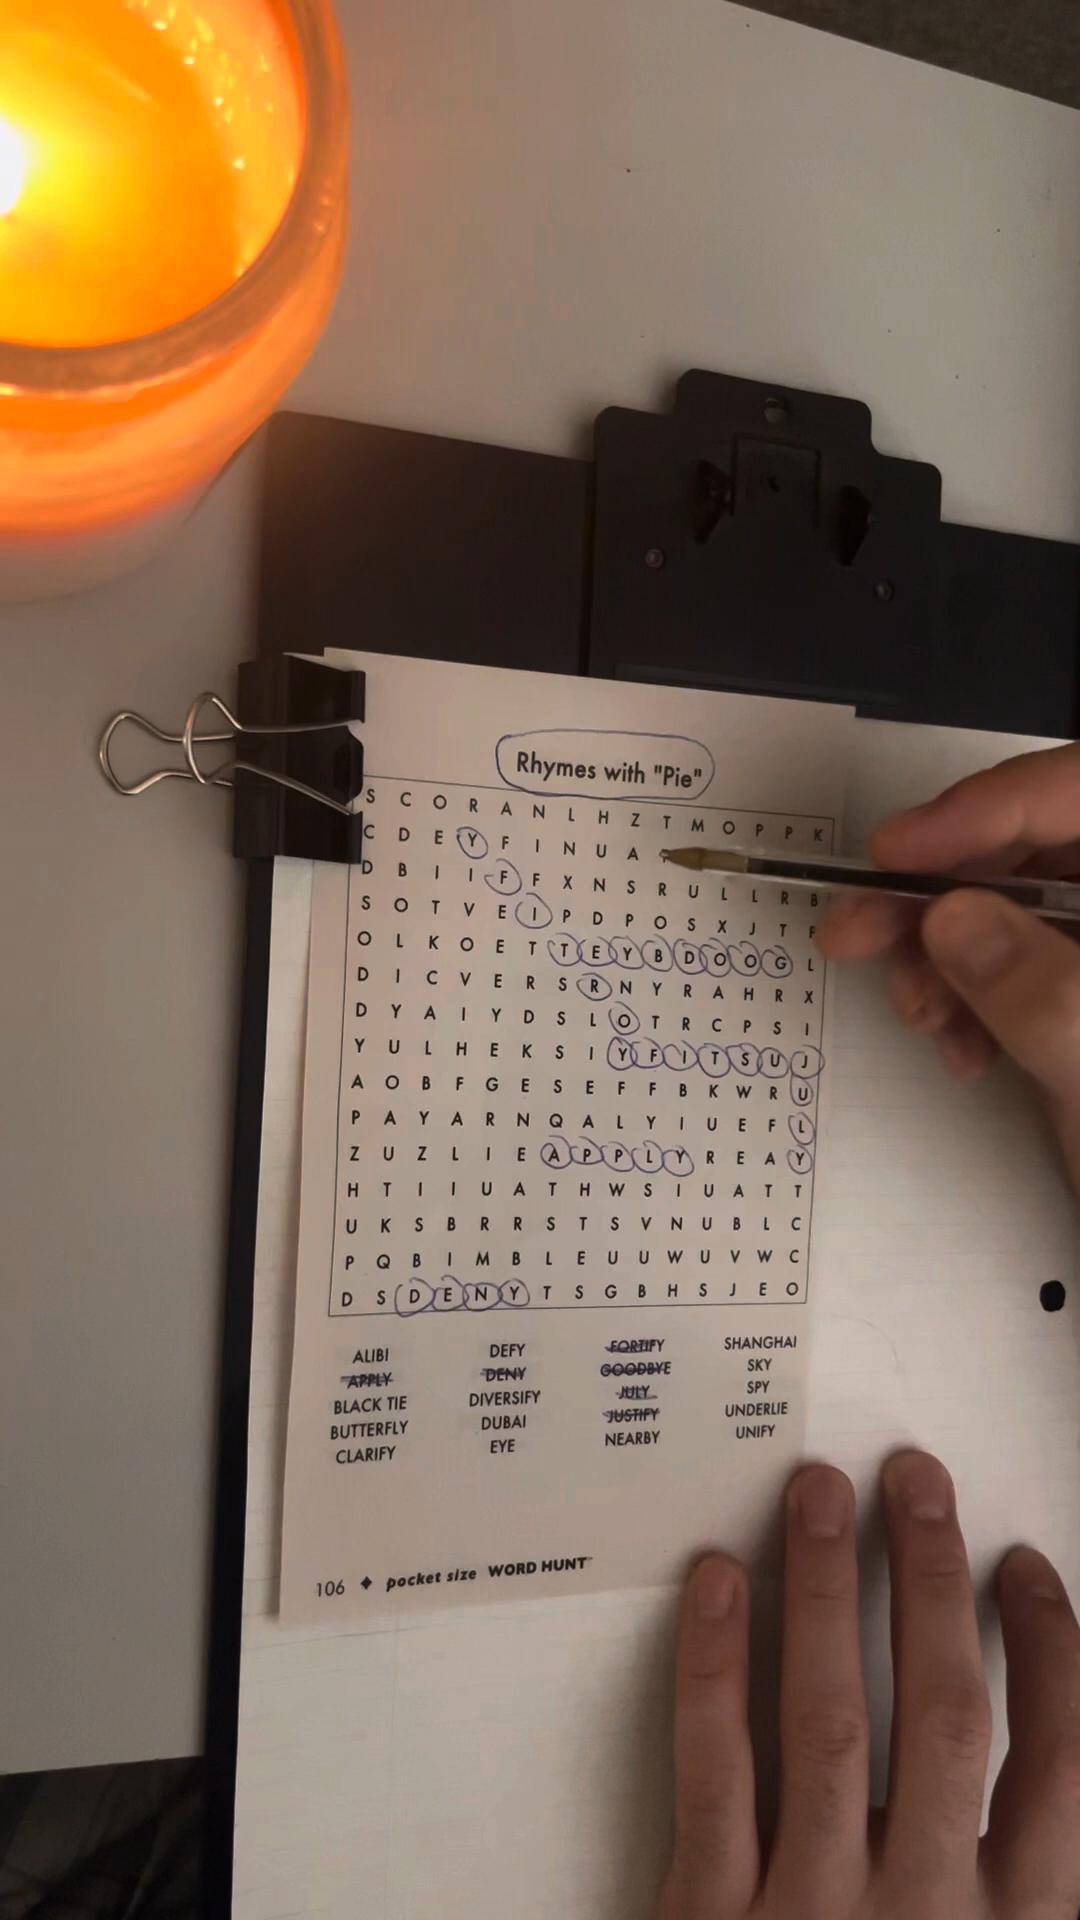 Rhymes with "Pie"
S C O R A N L H Z T M O P P K
C D E Y F I N U A
D B I I F F X N S R U L L R B
S O T V E I P D P O S X J T F
O L K O E T T E Y B D O O G L
D I C V E R S R N Y R A H R X
D Y A I Y D S L O T R C P S I
Y U L H E K S I Y F I T S U J
A O B F G E S E F F B K W R U
P A Y A R N Q A L Y I U E F L
Z U Z L I E A P P L Y R E A Y
H T I I U A T H W S I U A T T
U K S B R R S T S V N U B L C
P Q B I M B L E U U W U V W C
D S D E N Y T S G B H S J E O
ALIBI DEFY FORTIFY SHANGHAI
APPLY DENY GOODBYE SKY
BLACK TIE DIVERSIFY JULY SPY
BUTTERFLY DUBAI JUSTIFY UNDERLIE
CLARIFY EYE NEARBY UNIFY
106 ♦ pocket size WORD HUNT™